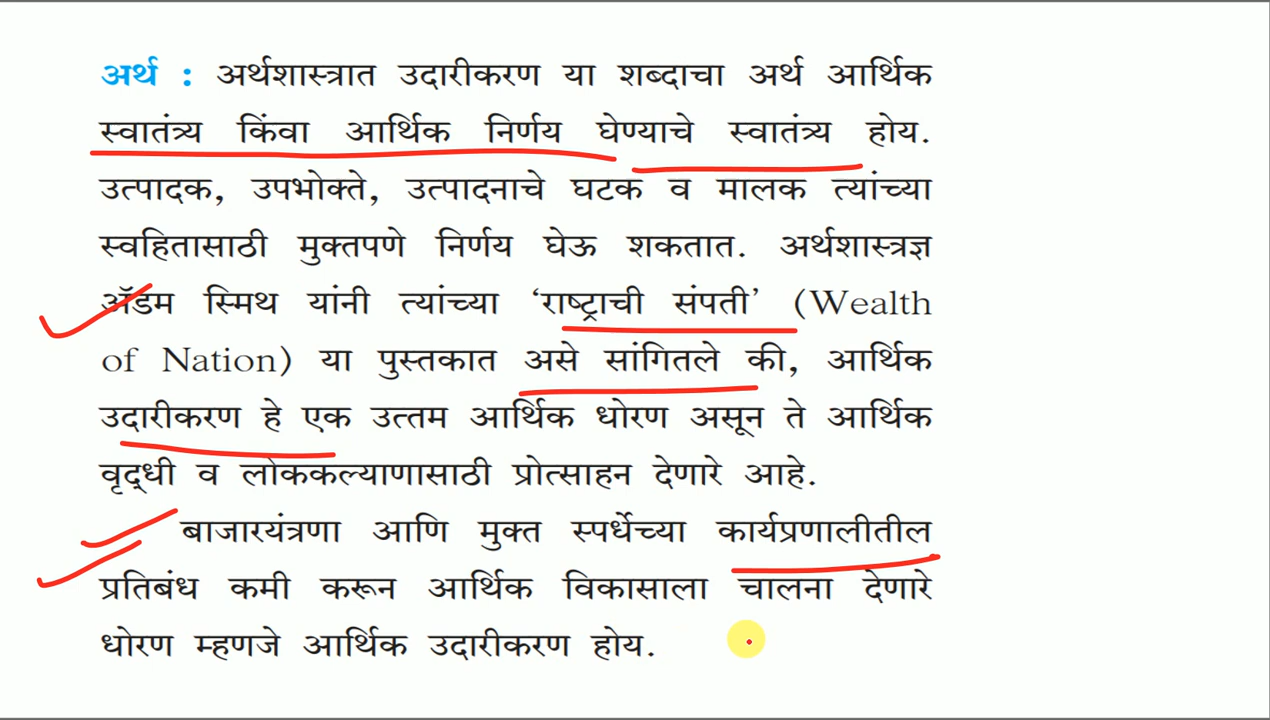 अर्थ : अर्थशास्त्रात उदारीकरण या शब्दाचा अर्थ आर्थिक
स्वातंत्र्य किंवा आर्थिक निर्णय घेण्याचे स्वातंत्र्य होय.
उत्पादक, उपभोक्ते, उत्पादनाचे घटक व मालक त्यांच्या
स्वहितासाठी मुक्तपणे निर्णय घेऊ शकतात. अर्थशास्त्रज्ञ
ॲडम स्मिथ यांनी त्यांच्या ‘राष्ट्राची संपती’ (Wealth
of Nation) या पुस्तकात असे सांगितले की, आर्थिक
उदारीकरण हे एक उत्तम आर्थिक धोरण असून ते आर्थिक
वृद्धी व लोककल्याणासाठी प्रोत्साहन देणारे आहे.
बाजारयंत्रणा आणि मुक्त स्पर्धेच्या कार्यप्रणालीतील
प्रतिबंध कमी करून आर्थिक विकासाला चालना देणारे
धोरण म्हणजे आर्थिक उदारीकरण होय.